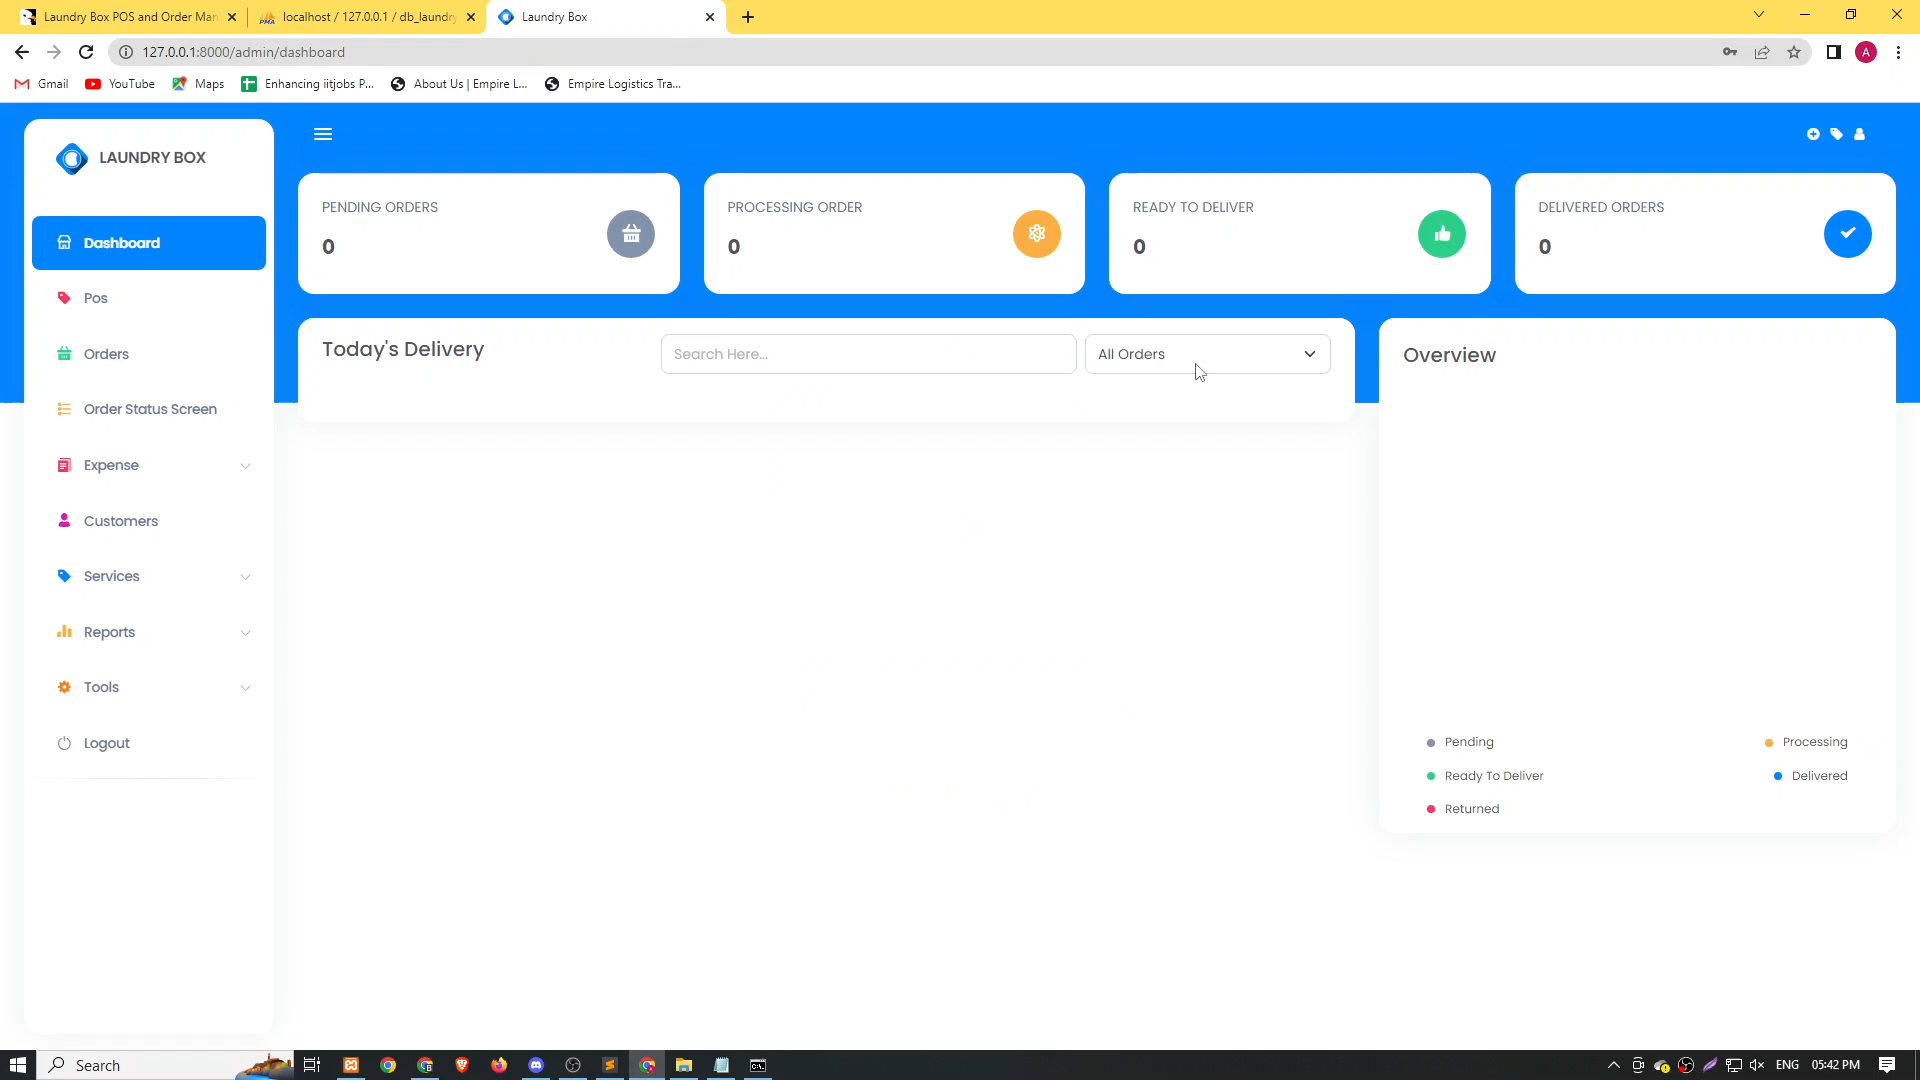 Laundry Box POS and Order Mar
localhost / 127.0.0.1 / db_laundry
Laundry Box
127.0.0.1:8000/admin/dashboard
A
Gmail
YouTube
Maps
Enhancing iitjobs P...
About Us | Empire L...
Empire Logistics Tra...
LAUNDRY BOX
PENDING ORDERS
0
PROCESSING ORDER
0
READY TO DELIVER
0
DELIVERED ORDERS
0
Dashboard
Pos
Orders
Order Status Screen
Expense
Customers
Services
Reports
Tools
Logout
Today's Delivery
Search Here...
All Orders
Overview
Pending
Processing
Ready To Deliver
Delivered
Returned
Search
ENG
05:42 PM